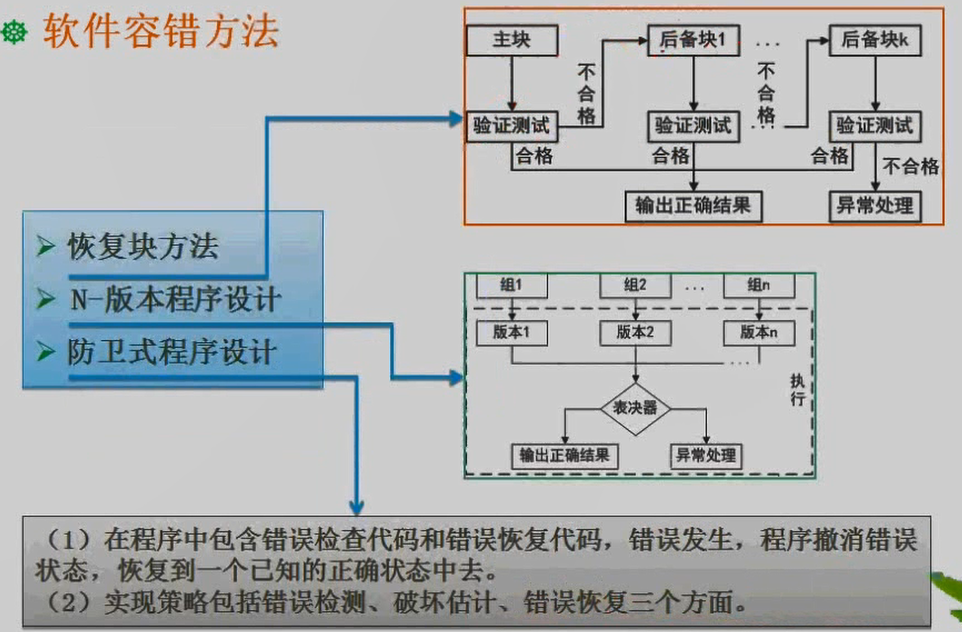 软件容错方法
主块
后备块1
...
后备块k
不合格
不合格
验证测试
验证测试
...
验证测试
合格
合格
合格
不合格
输出正确结果
异常处理
恢复块方法
N-版本程序设计
防卫式程序设计
组1
组2
...
组n
版本1
版本2
版本n
...
执行
表决器
输出正确结果
异常处理
（1）在程序中包含错误检查代码和错误恢复代码，错误发生，程序撤消错误
状态，恢复到一个已知的正确状态中去。
（2）实现策略包括错误检测、破坏估计、错误恢复三个方面。